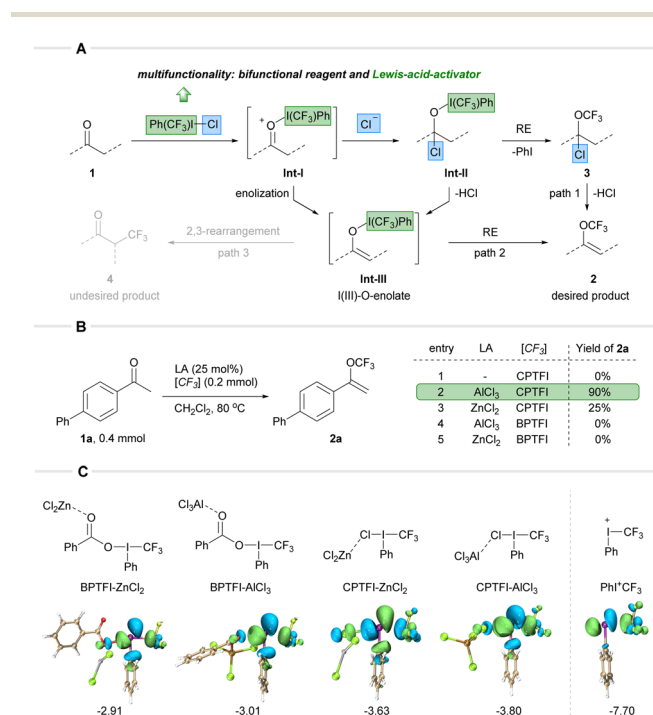 A
multifunctionality: bifunctional reagent and Lewis-acid-activator
O
1
Ph(CF3)I–Cl
+
O
I(CF3)Ph
Int-I
Cl−
O
I(CF3)Ph
Cl
Int-II
RE
-PhI
OCF3
Cl
3
enolization
-HCl
path 1
-HCl
O
CF3
4
undesired product
2,3-rearrangement
path 3
O
I(CF3)Ph
Int-III
I(III)-O-enolate
RE
path 2
OCF3
2
desired product
B
O
Ph
1a, 0.4 mmol
LA (25 mol%)
[CF3] (0.2 mmol)
CH2Cl2, 80 oC
OCF3
Ph
2a
entry LA [CF3] Yield of 2a
1 - CPTFI 0%
2 AlCl3 CPTFI 90%
3 ZnCl2 CPTFI 25%
4 AlCl3 BPTFI 0%
5 ZnCl2 BPTFI 0%
C
Cl2Zn
O
Ph O–I–CF3
Ph
BPTFI-ZnCl2
-2.91
Cl3Al
O
Ph O–I–CF3
Ph
BPTFI-AlCl3
-3.01
Cl–I–CF3
Cl2Zn Ph
CPTFI-ZnCl2
-3.63
Cl–I–CF3
Cl3Al Ph
CPTFI-AlCl3
-3.80
+
I–CF3
Ph
PhI+CF3
-7.70